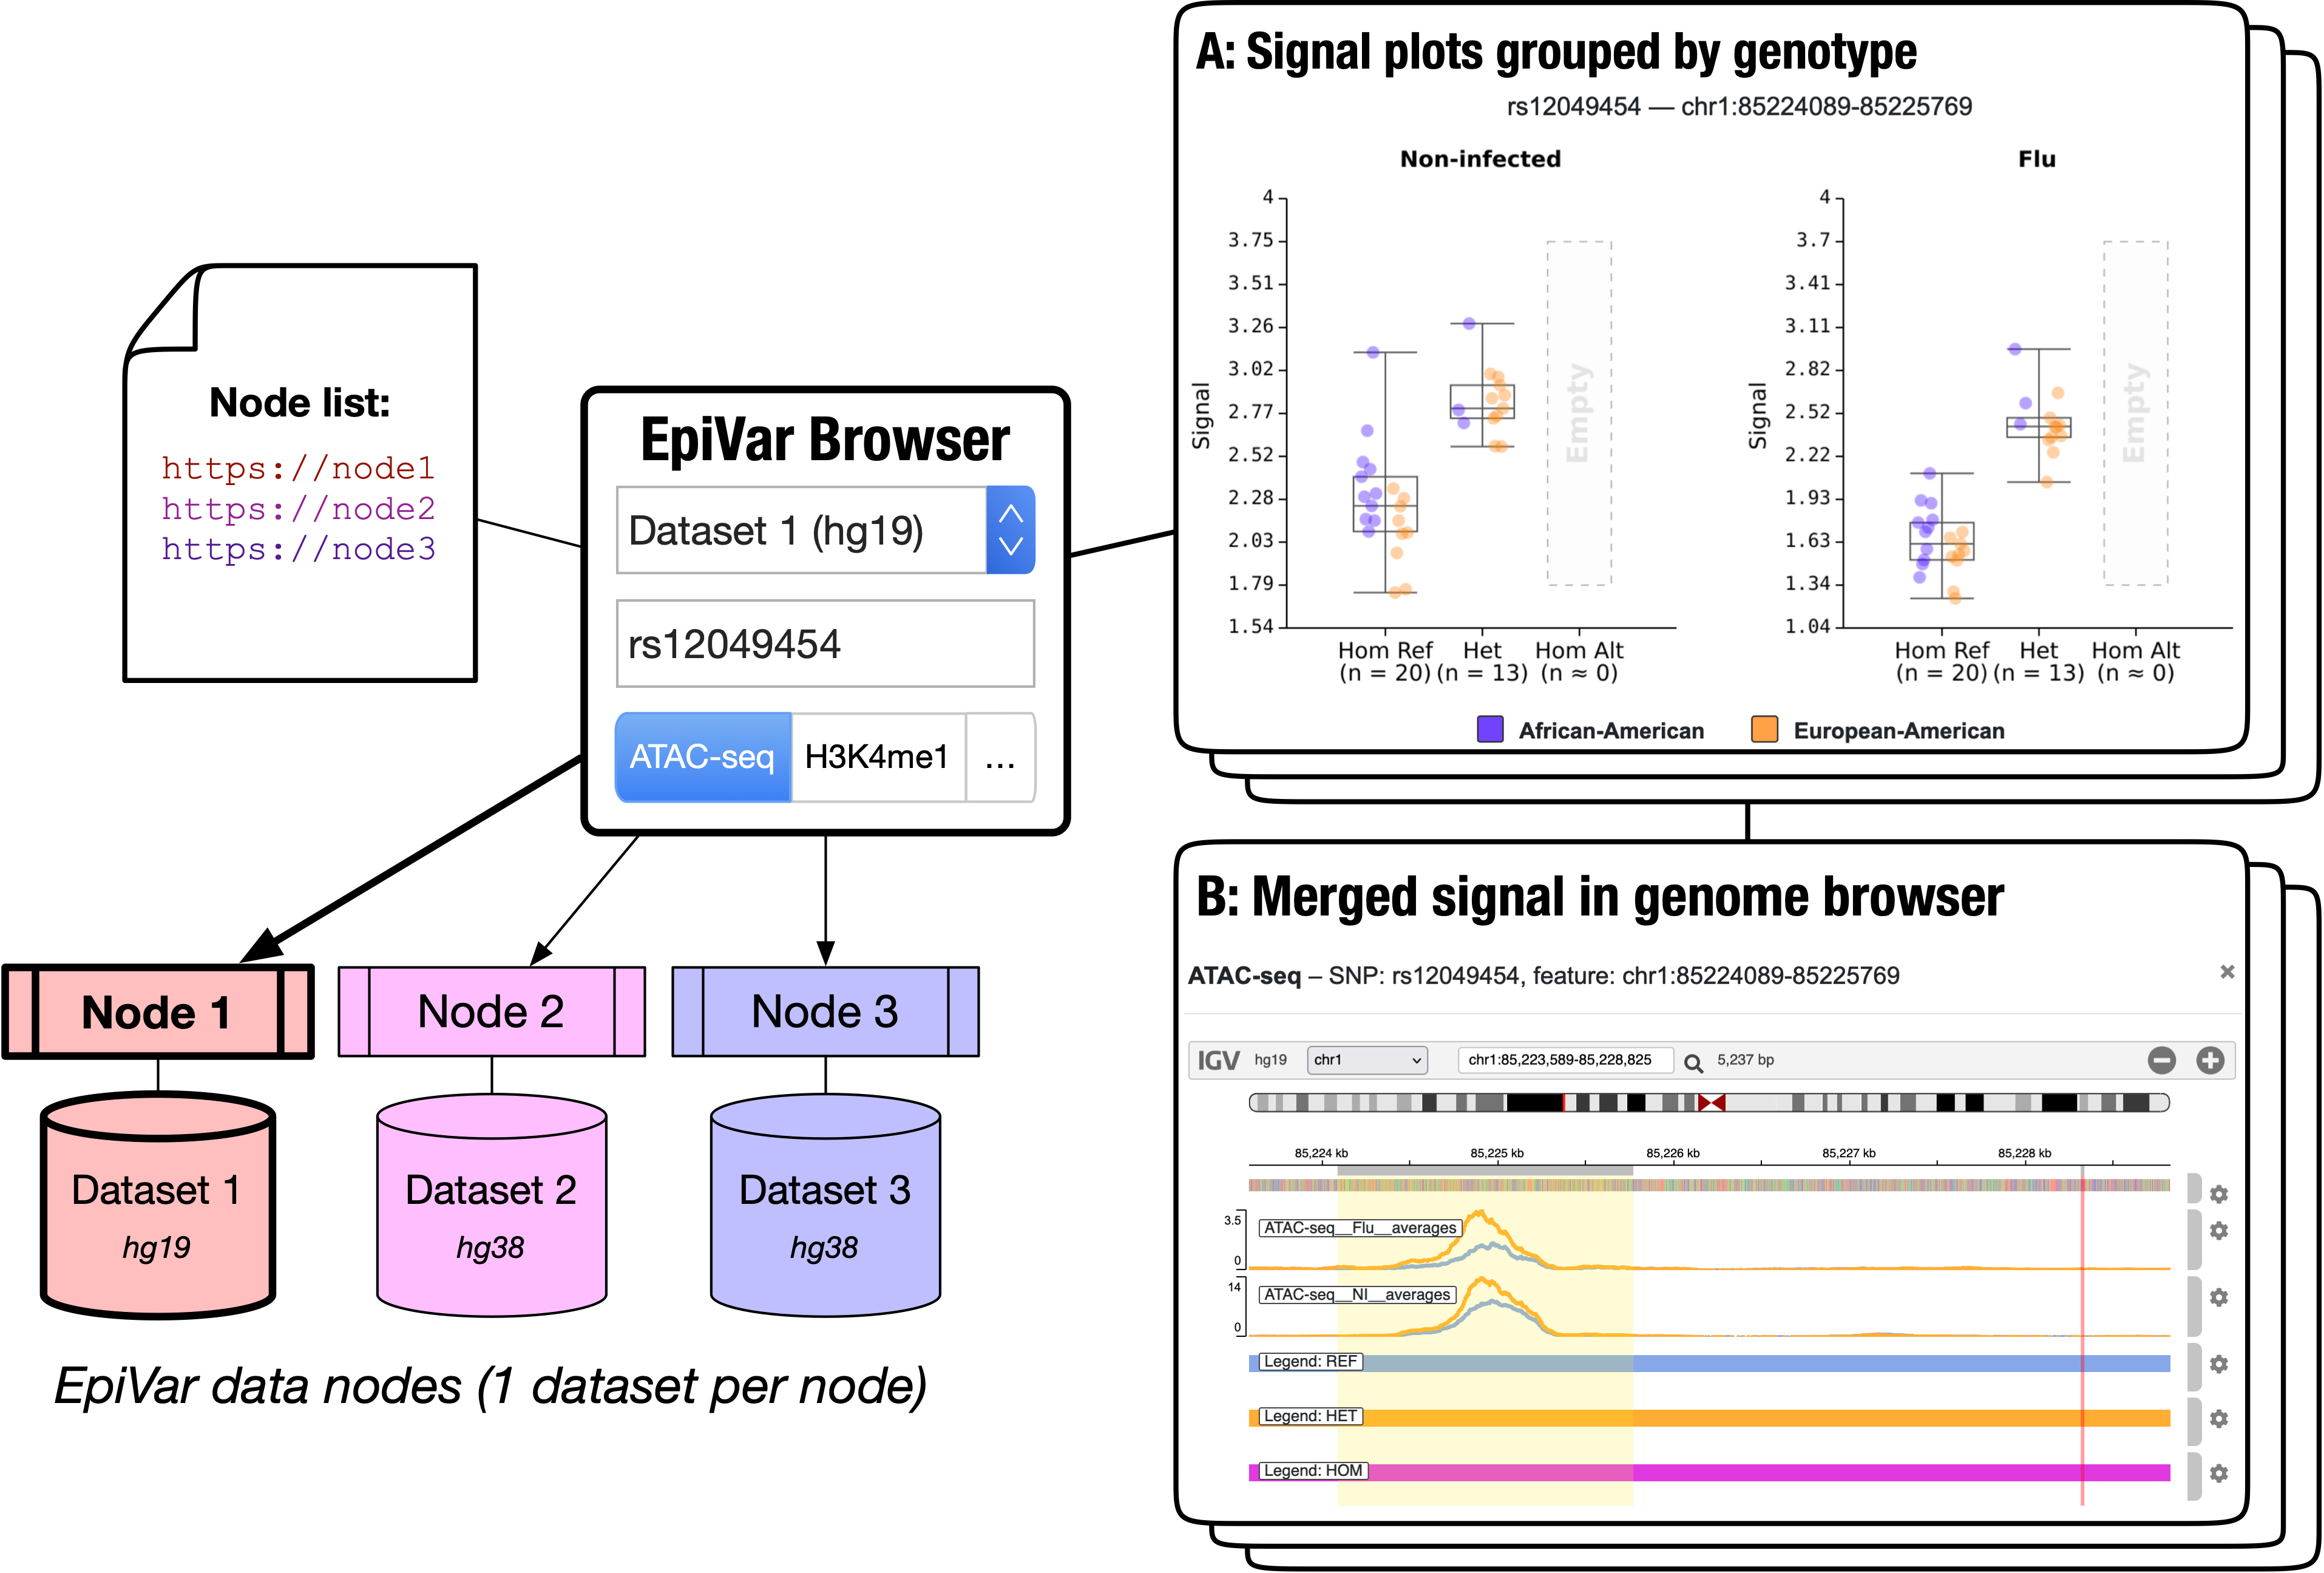 Node list:
https://node1
https://node2
https://node3
EpiVar Browser
Dataset 1 (hg19)
rs12049454
ATAC-seq
H3K4me1
...
Node 1
Node 2
Node 3
Dataset 1
hg19
Dataset 2
hg38
Dataset 3
hg38
EpiVar data nodes (1 dataset per node)
A: Signal plots grouped by genotype
rs12049454 — chr1:85224089-85225769
Non-infected
Signal
4
3.75
3.51
3.26
3.02
2.77
2.52
2.28
2.03
1.79
1.54
Empty
Hom Ref
(n = 20)
Het
(n = 13)
Hom Alt
(n ≈ 0)
Flu
Signal
4
3.7
3.41
3.11
2.82
2.52
2.22
1.93
1.63
1.34
1.04
Empty
Hom Ref
(n = 20)
Het
(n = 13)
Hom Alt
(n ≈ 0)
African-American
European-American
B: Merged signal in genome browser
ATAC-seq – SNP: rs12049454, feature: chr1:85224089-85225769
×
IGV hg19 chr1 chr1:85,223,589-85,228,825 5,237 bp
85,224 kb 85,225 kb 85,226 kb 85,227 kb 85,228 kb
3.5
ATAC-seq__Flu__averages
0
14
ATAC-seq__NI__averages
0
Legend: REF
Legend: HET
Legend: HOM